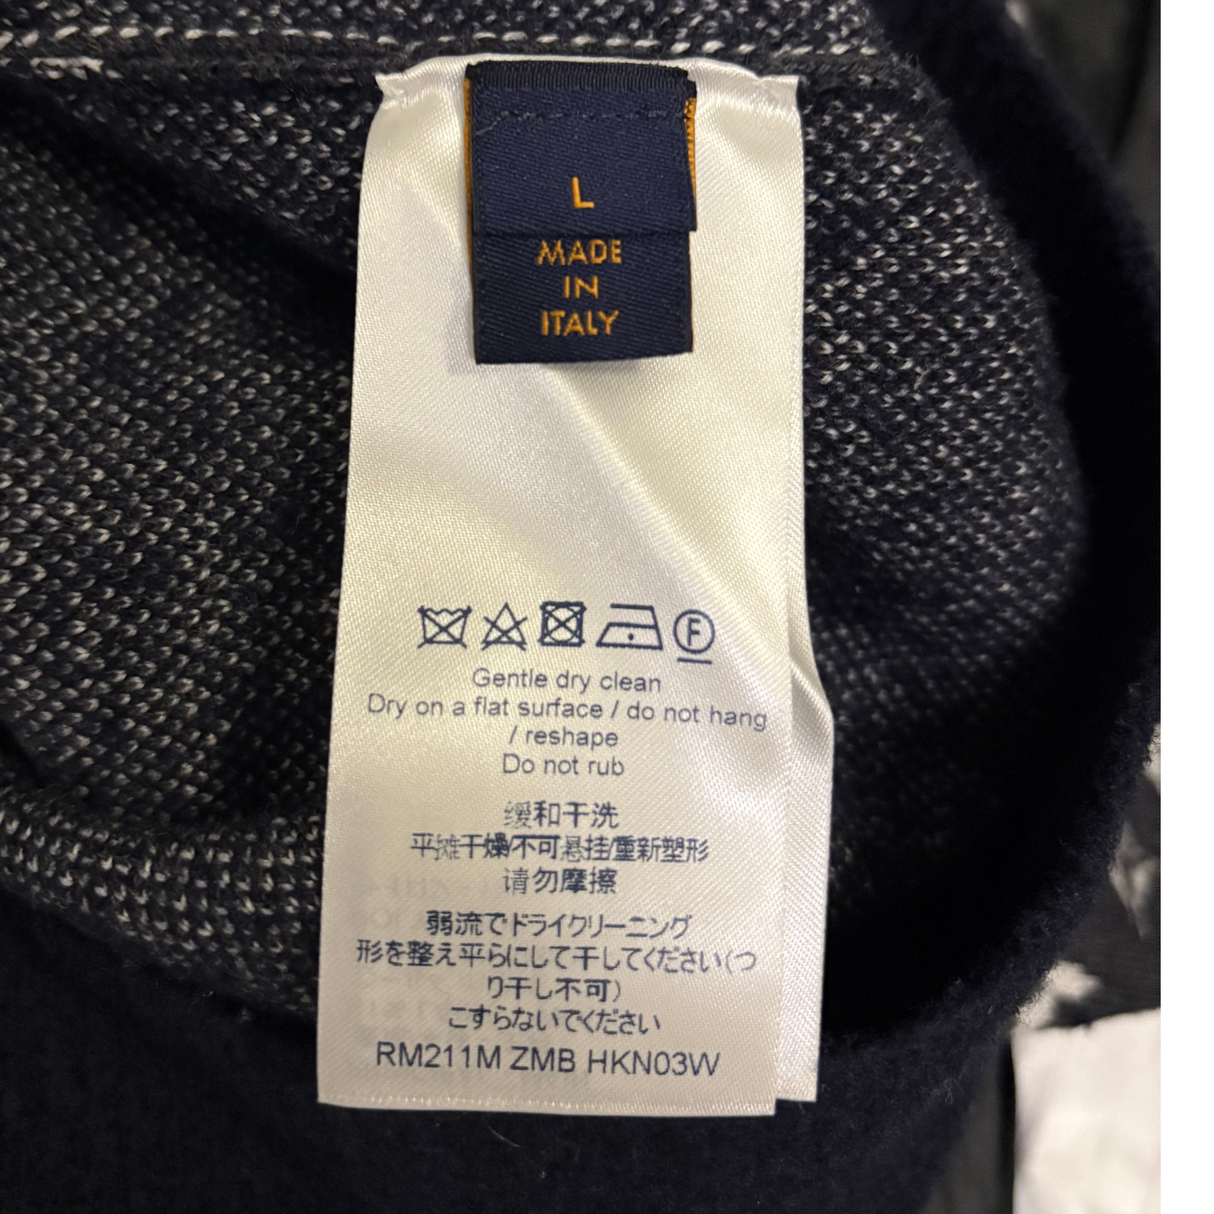 L
MADE
IN
ITALY
F
Gentle dry clean
Dry on a flat surface / do not hang
/ reshape
Do not rub
缓和干洗
平摊干燥/不可悬挂/重新塑形
请勿摩擦
弱流でドライクリーニング
形を整え平らにして干してください(つ
り干し不可)
こすらないでください
RM211M ZMB HKN03W